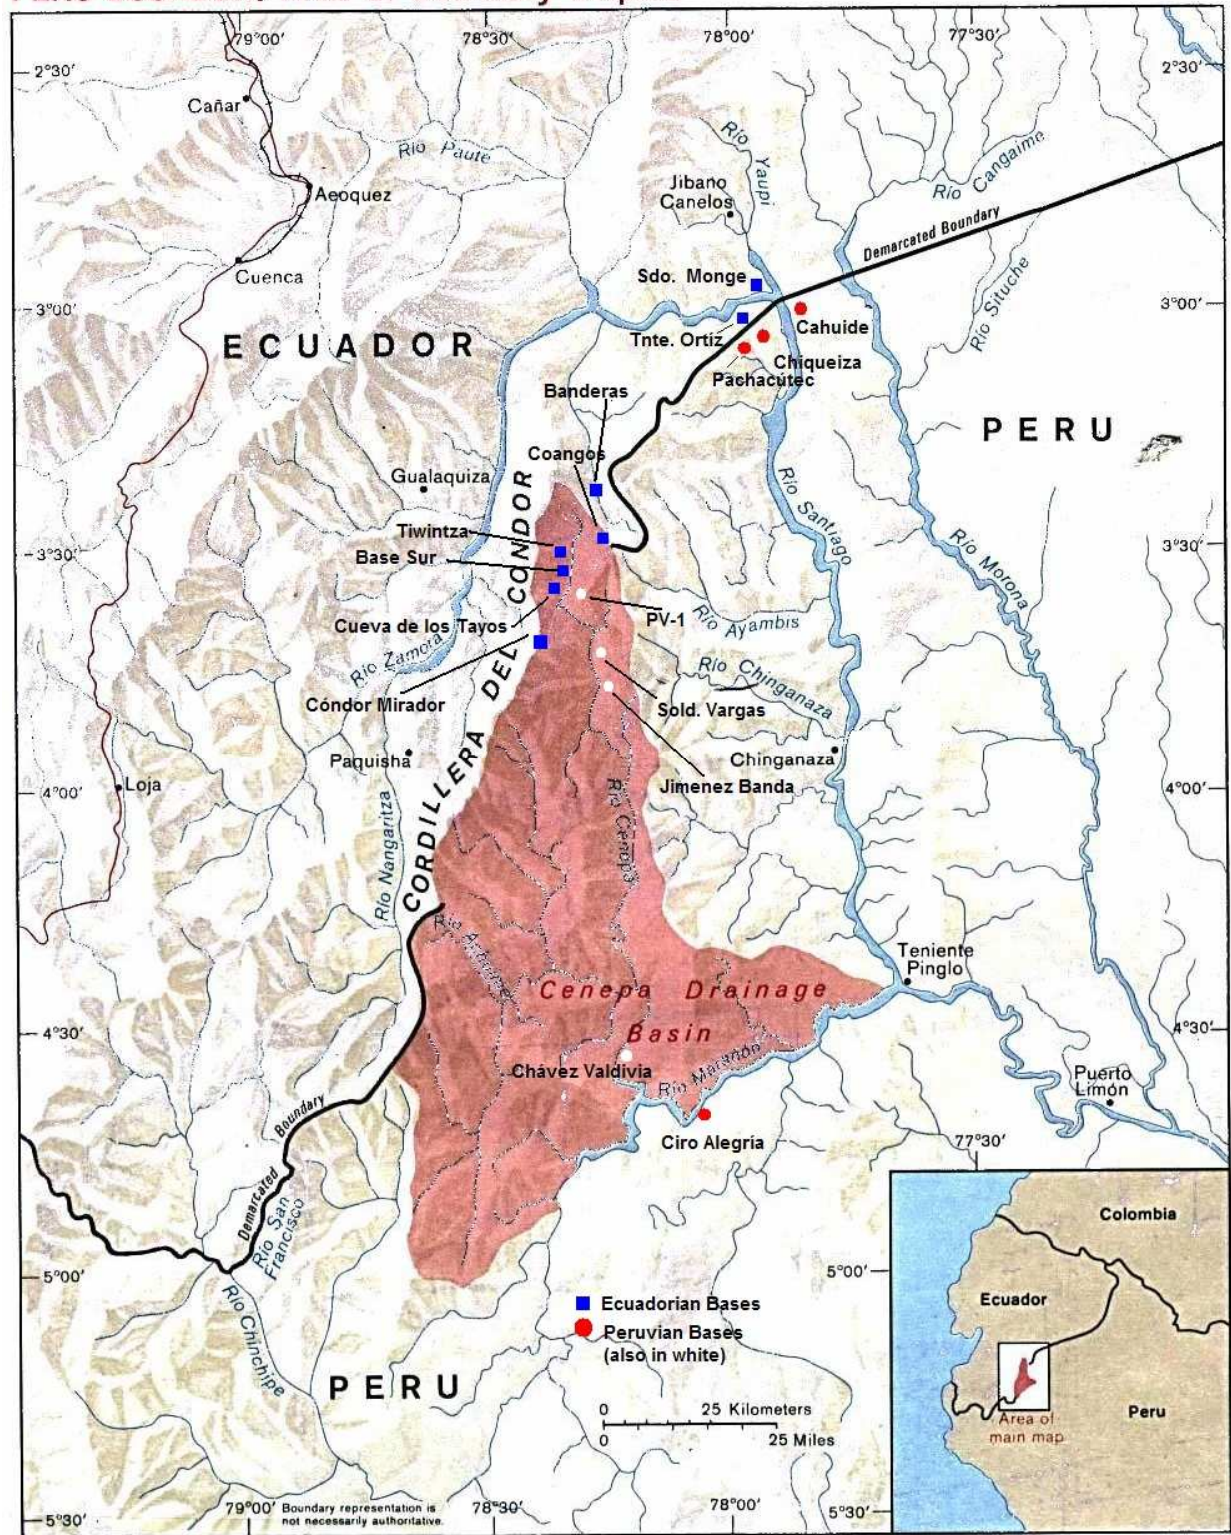 79°00'
78°30'
78°00'
77°30'
2°30'
2°30'
Cañar
Río Paute
Río Yaupi
Río Cangaime
Jibano
Canelos
Aeoquez
Demarcated Boundary
Cuenca
Sdo. Monge
Río Situche
3°00'
3°00'
ECUADOR
Tnte. Ortíz
Cahuide
Chiqueiza
Pachacútec
Banderas
PERU
Coangos
Gualaquiza
Río Santiago
Tiwintza
3°30'
3°30'
Base Sur
Río Morona
CORDILLERA DEL CONDOR
PV-1
Río Ayambis
Cueva de los Tayos
Río Zamora
Río Chinganaza
Cóndor Mirador
Sold. Vargas
Paquisha
Chinganaza
Loja
Jimenez Banda
4°00'
4°00'
Río Cenepa
Río Nangaritza
Teniente
Pinglo
Cenepa Drainage
Basin
4°30'
4°30'
Chávez Valdivia
Río Marañón
Puerto
Limón
Demarcated Boundary
Ciro Alegría
77°30'
Río San
Francisco
5°00'
5°00'
Colombia
Ecuador
Peru
Area of
main map
Río Chinchipe
Ecuadorian Bases
Peruvian Bases
(also in white)
PERU
0 25 Kilometers
0 25 Miles
79°00'
Boundary representation is
not necessarily authoritative.
78°30'
78°00'
5°30'
5°30'